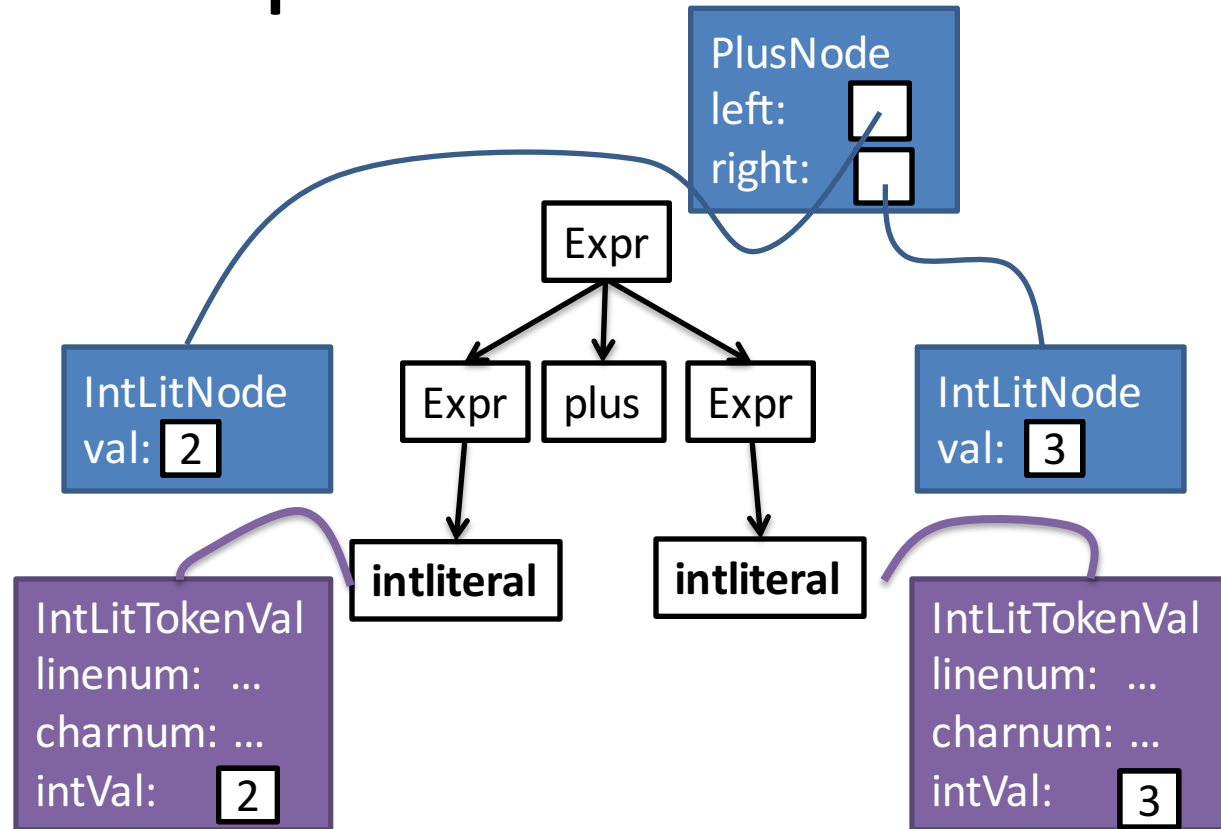 PlusNode
left:
right:
Expr
IntLitNode
val: 2
Expr
plus
Expr
IntLitNode
val: 3
intliteral
intliteral
IntLitTokenVal
linenum: ...
charnum: ...
intVal: 2
IntLitTokenVal
linenum: ...
charnum: ...
intVal: 3